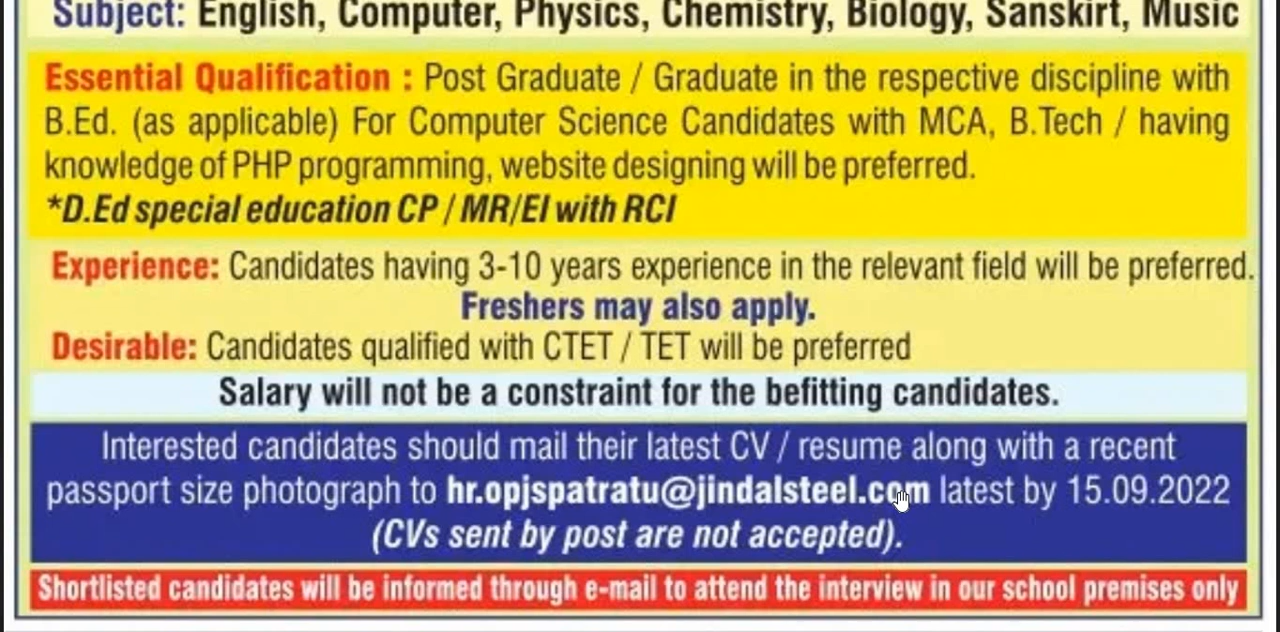 Subject: English, Computer, Physics, Chemistry, Biology, Sanskirt, Music
Essential Qualification : Post Graduate / Graduate in the respective discipline with
B.Ed. (as applicable) For Computer Science Candidates with MCA, B.Tech / having
knowledge of PHP programming, website designing will be preferred.
*D.Ed special education CP / MR/EI with RCI
Experience: Candidates having 3-10 years experience in the relevant field will be preferred.
Freshers may also apply.
Desirable: Candidates qualified with CTET / TET will be preferred
Salary will not be a constraint for the befitting candidates.
Interested candidates should mail their latest CV / resume along with a recent
passport size photograph to hr.opjspatratu@jindalsteel.com latest by 15.09.2022
(CVs sent by post are not accepted).
Shortlisted candidates will be informed through e-mail to attend the interview in our school premises only